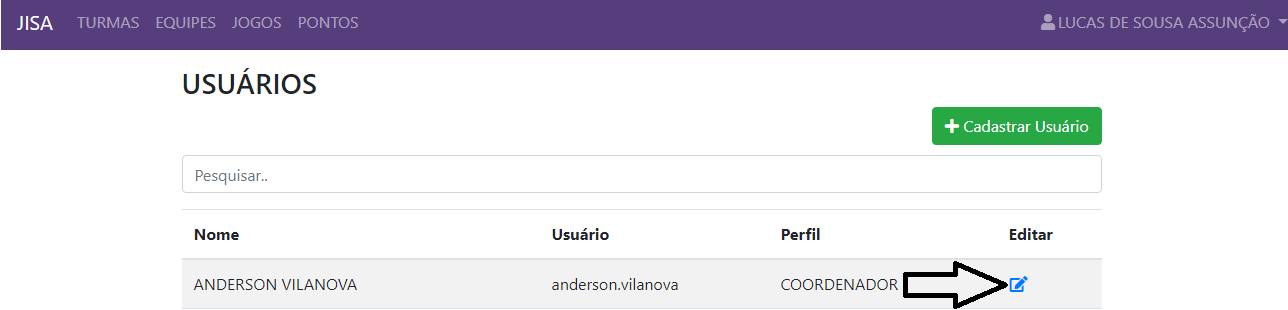 JISA TURMAS EQUIPES JOGOS PONTOS LUCAS DE SOUSA ASSUNÇÃO
USUÁRIOS
Cadastrar Usuário
Pesquisar..
Nome Usuário Perfil Editar
ANDERSON VILANOVA anderson.vilanova COORDENADOR